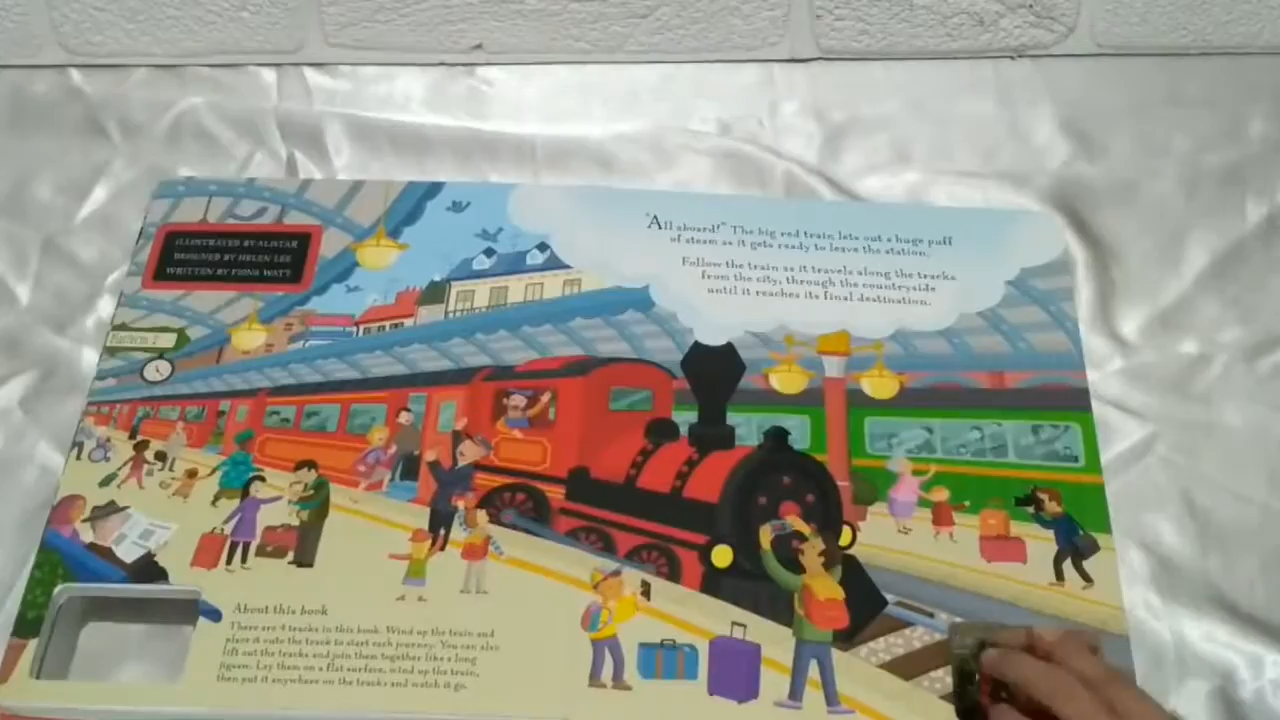 ILLUSTRATED BY ALISTAR
DESIGNED BY HELEN LEE
WRITTEN BY FIONA WATT
"All aboard!" The big red train lets out a huge puff
of steam as it gets ready to leave the station.
Follow the train as it travels along the tracks
from the city, through the countryside
until it reaches its final destination.
Platform 2
About this book
There are 4 tracks in this book. Wind up the train and
place it onto the track to start each journey. You can also
lift out the tracks and join them together like a long
jigsaw. Lay them on a flat surface, wind up the train,
then put it anywhere on the tracks and watch it go.